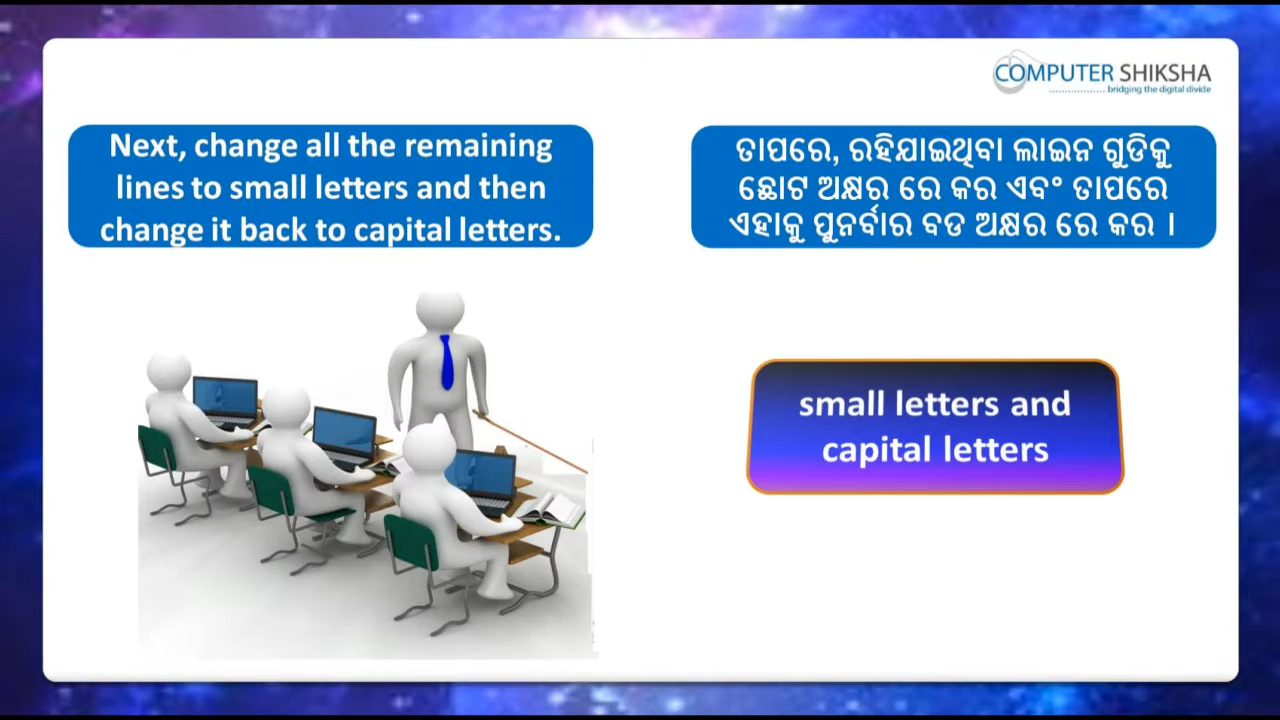 COMPUTER SHIKSHA
bridging the digital divide
Next, change all the remaining
lines to small letters and then
change it back to capital letters.
ତାପରେ, ରହିଯାଇଥିବା ଲାଇନ ଗୁଡିକୁ
ଛୋଟ ଅକ୍ଷର ରେ କର ଏବଂ ତାପରେ
ଏହାକୁ ପୁନର୍ବାର ବଡ ଅକ୍ଷର ରେ କର ।
small letters and
capital letters